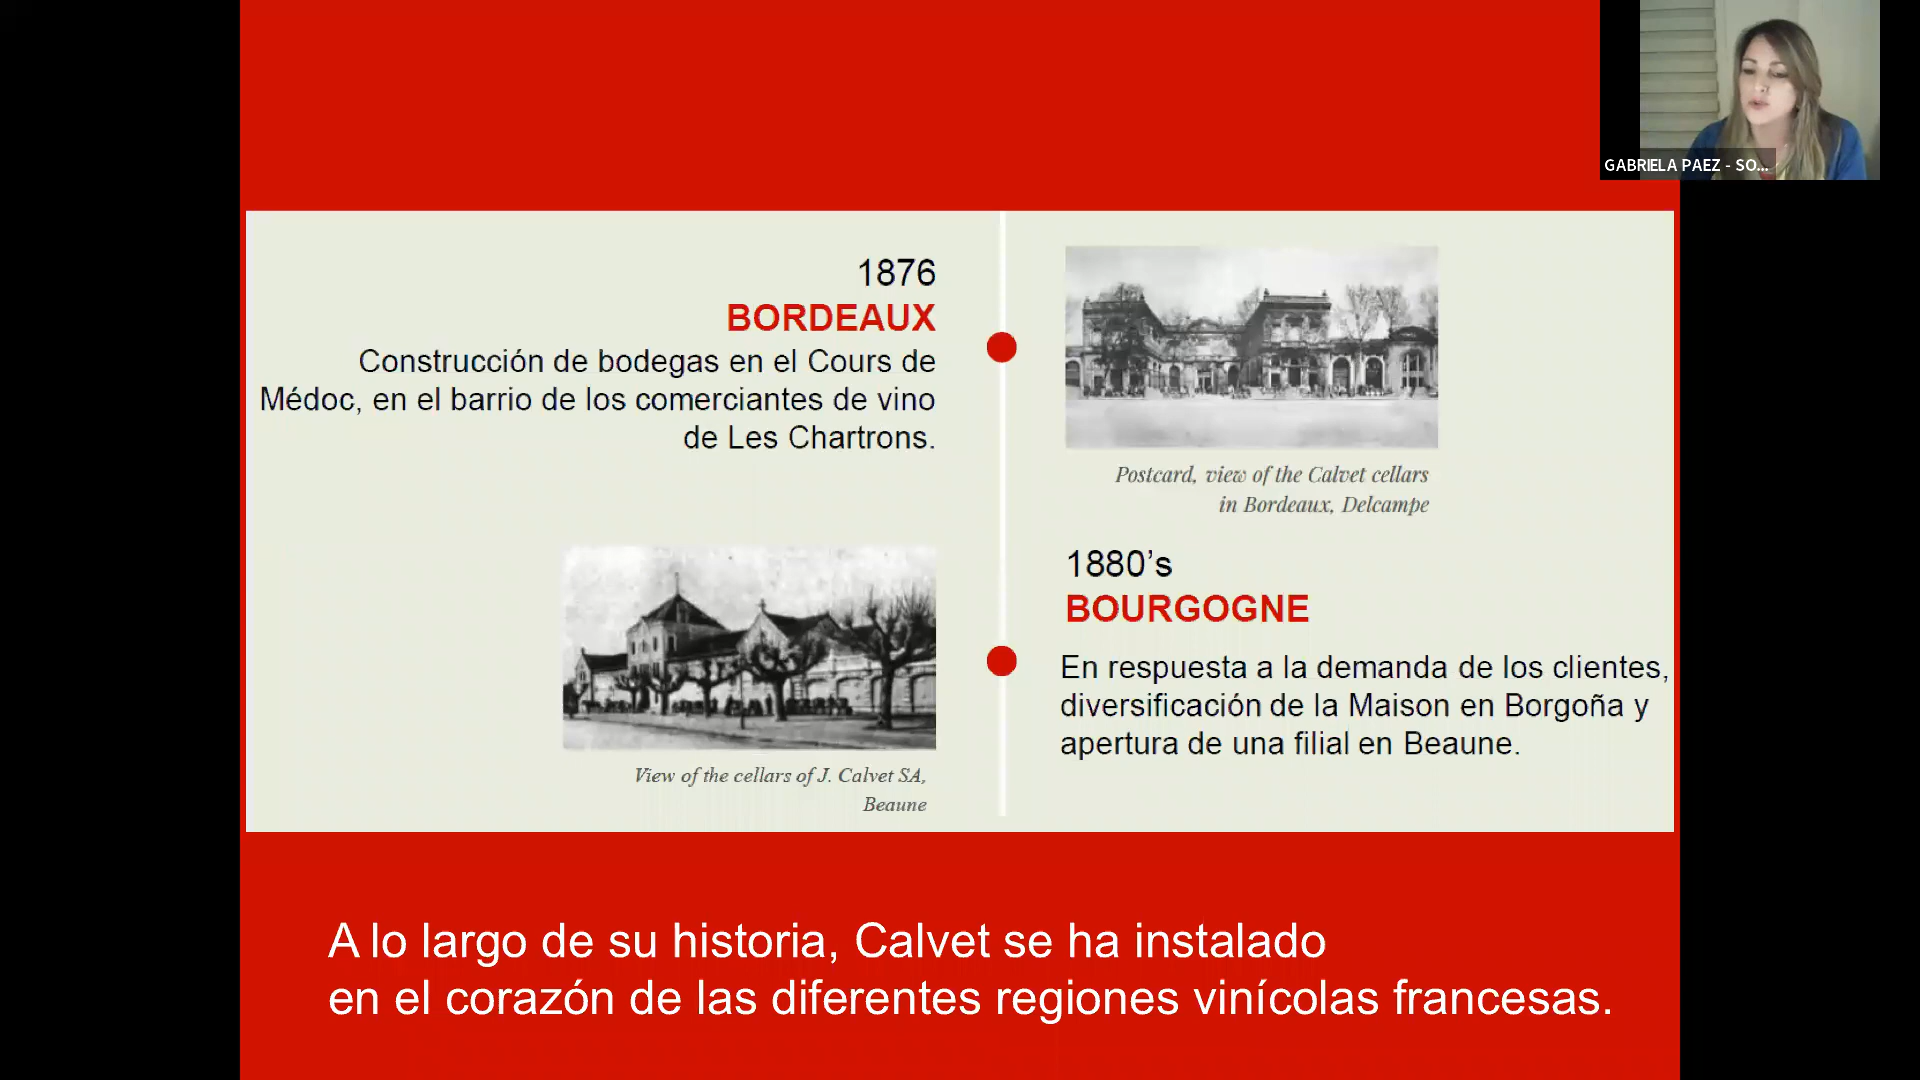 GABRIELA PAEZ - SO...
1876
BORDEAUX
Construcción de bodegas en el Cours de
Médoc, en el barrio de los comerciantes de vino
de Les Chartrons.
Postcard, view of the Calvet cellars
in Bordeaux, Delcampe
View of the cellars of J. Calvet SA,
Beaune
1880’s
BOURGOGNE
En respuesta a la demanda de los clientes,
diversificación de la Maison en Borgoña y
apertura de una filial en Beaune.
A lo largo de su historia, Calvet se ha instalado
en el corazón de las diferentes regiones vinícolas francesas.